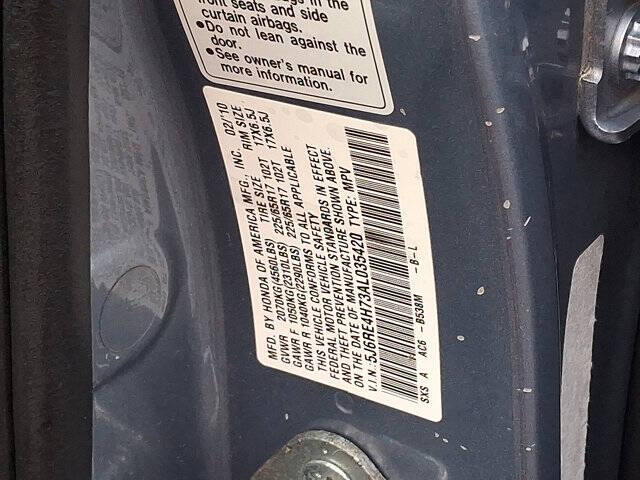 front seats and side
curtain airbags.
●Do not lean against the
door.
●See owner's manual for
more information.
MFD. BY HONDA OF AMERICA MFG., INC. 02/10
GVWR 2070KG(4560LBS) TIRE SIZE RIM SIZE
GAWR F 1050KG(2310LBS) 225/65R17 102T 17X6.5J
GAWR R 1040KG(2290LBS) 225/65R17 102T 17X6.5J
THIS VEHICLE CONFORMS TO ALL APPLICABLE
FEDERAL MOTOR VEHICLE SAFETY
AND THEFT PREVENTION STANDARDS IN EFFECT
ON THE DATE OF MANUFACTURE SHOWN ABOVE.
V.I.N.:5J6RE4H73AL035420 TYPE: MPV
SXS A AC6 B538M -B-L